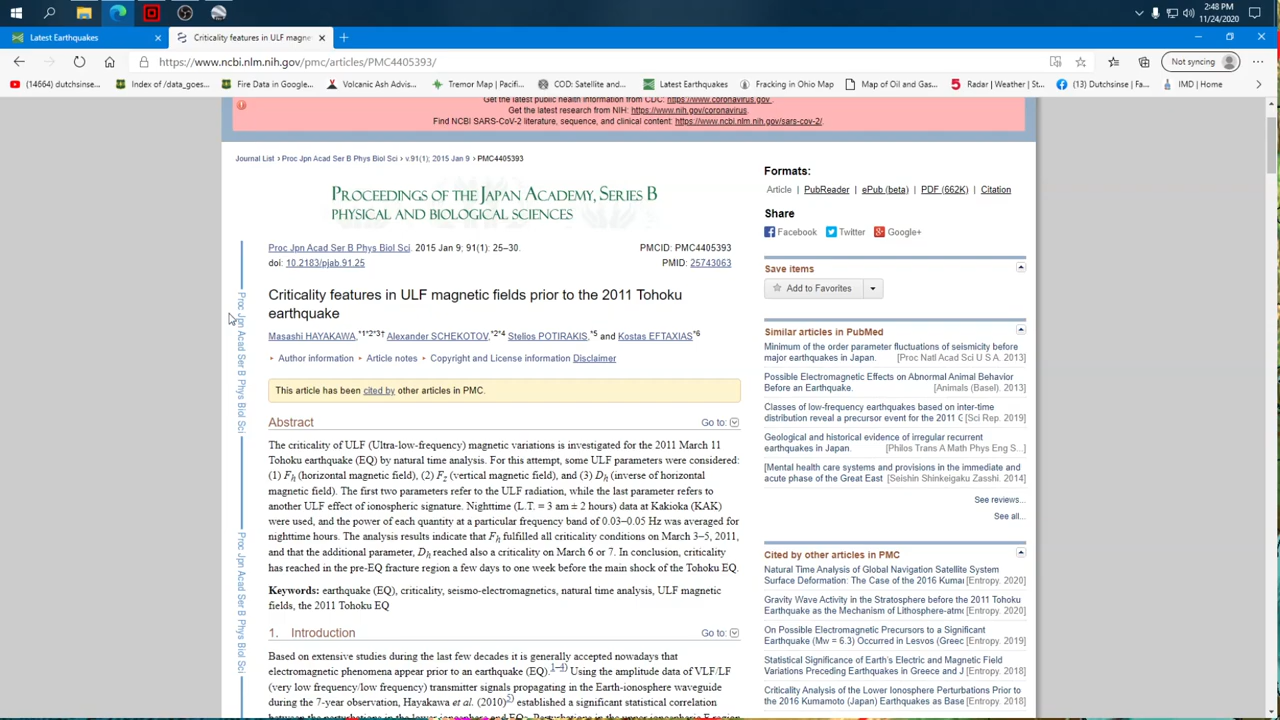 2:48 PM
11/24/2020
Latest Earthquakes
Criticality features in ULF magne
https://www.ncbi.nlm.nih.gov/pmc/articles/PMC4405393/
Not syncing
(14664) dutchsinse...
Index of /data_goes...
Fire Data in Google...
Volcanic Ash Advis...
Tremor Map | Pacifi...
COD: Satellite and...
Latest Earthquakes
Fracking in Ohio Map
Map of Oil and Gas...
Radar | Weather | St...
(13) Dutchsinse | Fa...
IMD | Home
Get the latest public health information from CDC: https://www.coronavirus.gov .
Get the latest research from NIH: https://www.nih.gov/coronavirus.
Find NCBI SARS-CoV-2 literature, sequence, and clinical content: https://www.ncbi.nlm.nih.gov/sars-cov-2/.
Journal List › Proc Jpn Acad Ser B Phys Biol Sci › v.91(1); 2015 Jan 9 › PMC4405393
PROCEEDINGS OF THE JAPAN ACADEMY, SERIES B
PHYSICAL AND BIOLOGICAL SCIENCES
Proc Jpn Acad Ser B Phys Biol Sci. 2015 Jan 9; 91(1): 25–30.
PMCID: PMC4405393
doi: 10.2183/pjab.91.25
PMID: 25743063
Criticality features in ULF magnetic fields prior to the 2011 Tohoku
earthquake
Masashi HAYAKAWA,*1*2*3† Alexander SCHEKOTOV,*2*4 Stelios POTIRAKIS,*5 and Kostas EFTAXIAS*6
Author information
Article notes
Copyright and License information Disclaimer
This article has been cited by other articles in PMC.
Abstract
Go to:
The criticality of ULF (Ultra-low-frequency) magnetic variations is investigated for the 2011 March 11
Tohoku earthquake (EQ) by natural time analysis. For this attempt, some ULF parameters were considered:
(1) Fh (horizontal magnetic field), (2) Fz (vertical magnetic field), and (3) Dh (inverse of horizontal
magnetic field). The first two parameters refer to the ULF radiation, while the last parameter refers to
another ULF effect of ionospheric signature. Nighttime (L.T. = 3 am ± 2 hours) data at Kakioka (KAK)
were used, and the power of each quantity at a particular frequency band of 0.03–0.05 Hz was averaged for
nighttime hours. The analysis results indicate that Fh fulfilled all criticality conditions on March 3–5, 2011,
and that the additional parameter, Dh reached also a criticality on March 6 or 7. In conclusion, criticality
has reached in the pre-EQ fracture region a few days to one week before the main shock of the Tohoku EQ.
Keywords: earthquake (EQ), criticality, seismo-electromagnetics, natural time analysis, ULF magnetic
fields, the 2011 Tohoku EQ
1. Introduction
Go to:
Based on extensive studies during the last few decades it is generally accepted nowadays that
electromagnetic phenomena appear prior to an earthquake (EQ).1–4) Using the amplitude data of VLF/LF
(very low frequency/low frequency) transmitter signals propagating in the Earth-ionosphere waveguide
during the 7-year observation, Hayakawa et al. (2010)5) established a significant statistical correlation
Proc Jpn Acad Ser B Phys Biol Sci
Proc Jpn Acad Ser B Phys Biol Sci
Formats:
Article | PubReader | ePub (beta) | PDF (662K) | Citation
Share
Facebook
Twitter
Google+
Save items
Add to Favorites
Similar articles in PubMed
Minimum of the order parameter fluctuations of seismicity before
major earthquakes in Japan. [Proc Natl Acad Sci U S A. 2013]
Possible Electromagnetic Effects on Abnormal Animal Behavior
Before an Earthquake. [Animals (Basel). 2013]
Classes of low-frequency earthquakes based on inter-time
distribution reveal a precursor event for the 2011 G [Sci Rep. 2019]
Geological and historical evidence of irregular recurrent
earthquakes in Japan. [Philos Trans A Math Phys Eng S...]
[Mental health care systems and provisions in the immediate and
acute phase of the Great East [Seishin Shinkeigaku Zasshi. 2014]
See reviews...
See all...
Cited by other articles in PMC
Natural Time Analysis of Global Navigation Satellite System
Surface Deformation: The Case of the 2016 Kumar [Entropy. 2020]
Gravity Wave Activity in the Stratosphere before the 2011 Tohoku
Earthquake as the Mechanism of Lithosphere-atmo [Entropy. 2020]
On Possible Electromagnetic Precursors to a Significant
Earthquake (Mw = 6.3) Occurred in Lesvos (Greec [Entropy. 2019]
Statistical Significance of Earth's Electric and Magnetic Field
Variations Preceding Earthquakes in Greece and J [Entropy. 2018]
Criticality Analysis of the Lower Ionosphere Perturbations Prior to
the 2016 Kumamoto (Japan) Earthquakes as Base [Entropy. 2018]